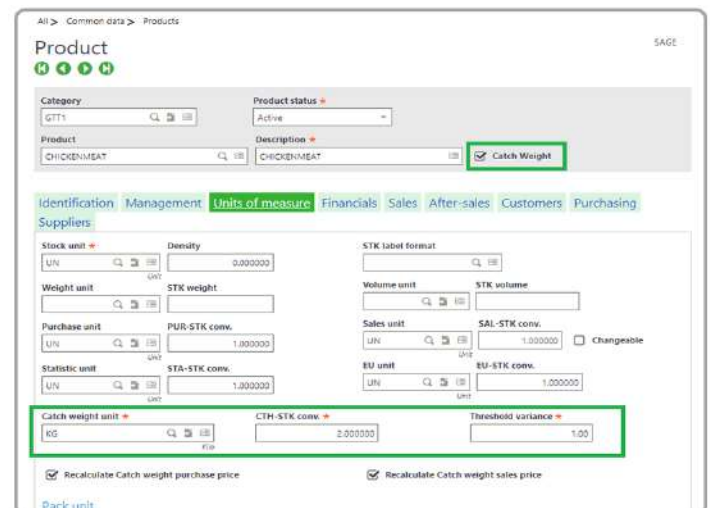 All > Common data > Products
Product
SAGE
Category Product status *
GTT1 Active
Product Description *
CHICKENMEAT CHICKENMEAT Catch Weight
Identification Management Units of measure Financials Sales After-sales Customers Purchasing
Suppliers
Stock unit * Density STK label format
UN 0.000000
Unit
Weight unit STK weight Volume unit STK volume
Purchase unit PUR-STK conv. Sales unit SAL-STK conv.
UN 1.000000 UN 1.000000 Changeable
Unit Unit
Statistic unit STA-STK conv. EU unit EU-STK conv.
UN 1.000000 UN 1.000000
Unit Unit
Catch weight unit * CTH-STK conv. * Threshold variance *
KG 2.000000 1.00
Recalculate Catch weight purchase price Recalculate Catch weight sales price
Pack unit